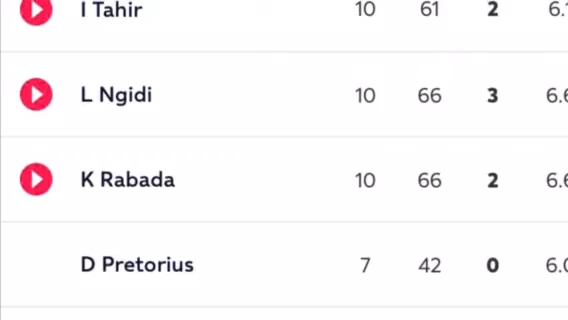 I Tahir 10 61 2
L Ngidi 10 66 3
K Rabada 10 66 2
D Pretorius 7 42 0